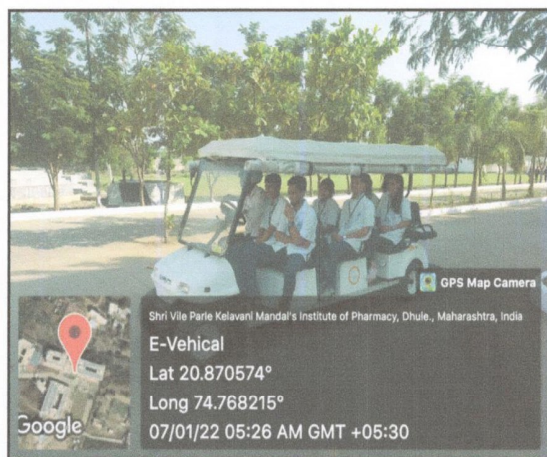 GPS Map Camera
Shri Vile Parle Kelavani Mandal's Institute of Pharmacy, Dhule., Maharashtra, India
E-Vehical
Lat 20.870574°
Long 74.768215°
07/01/22 05:26 AM GMT +05:30
Google